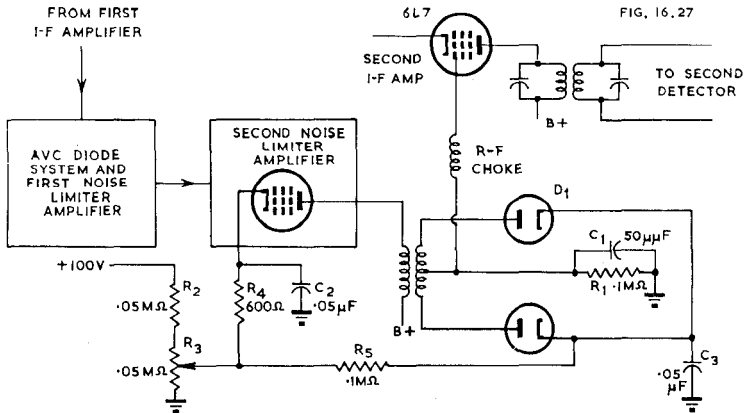 FROM FIRST
I-F AMPLIFIER
6L7
FIG. 16.27
SECOND
I-F AMP
TO SECOND
DETECTOR
B+
AVC DIODE
SYSTEM AND
FIRST NOISE
LIMITER
AMPLIFIER
SECOND NOISE
LIMITER
AMPLIFIER
R-F
CHOKE
D1
C1
50μμF
R1 .1MΩ
+100V
R2
.05MΩ
R4
600Ω
C2
.05μF
B+
R3
.05MΩ
R5
.1MΩ
C3
.05
μF